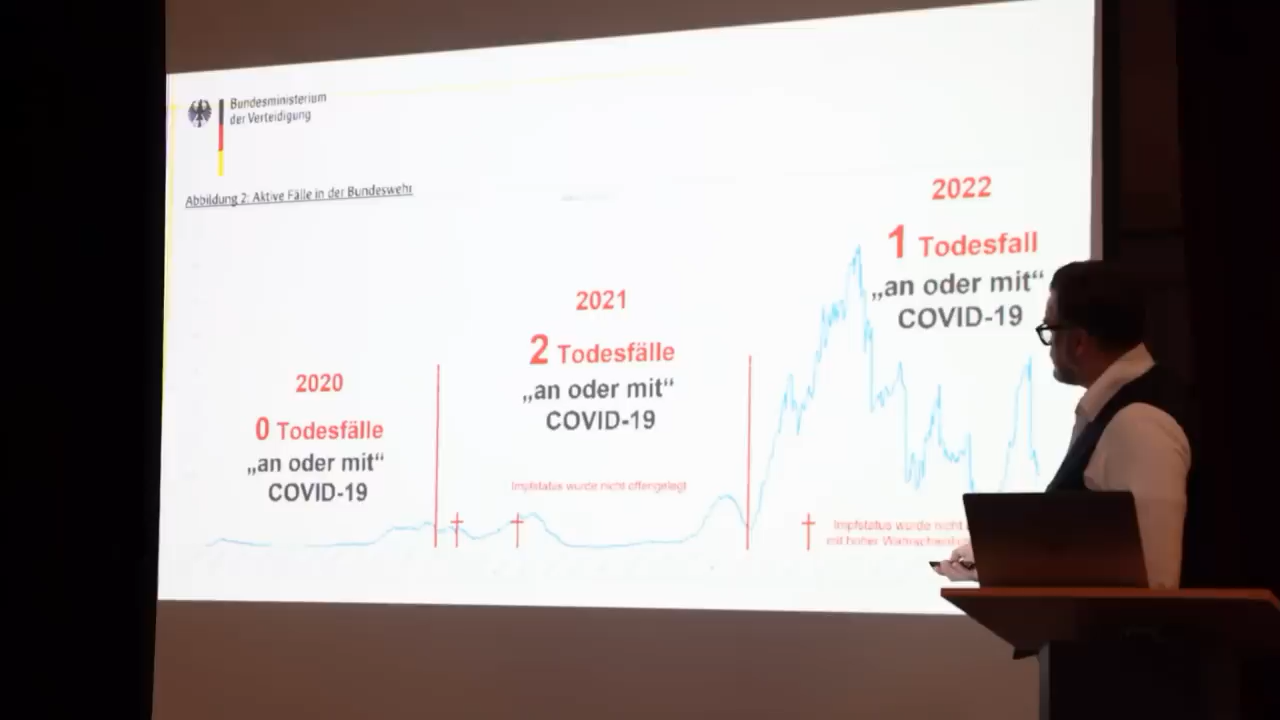 Bundesministerium
der Verteidigung
Abbildung 2: Aktive Fälle in der Bundeswehr
2020
0 Todesfälle
„an oder mit“
COVID-19
2021
2 Todesfälle
„an oder mit“
COVID-19
Impfstatus wurde nicht offengelegt
2022
1 Todesfall
„an oder mit“
COVID-19
Impfstatus wurde nicht
mit hoher